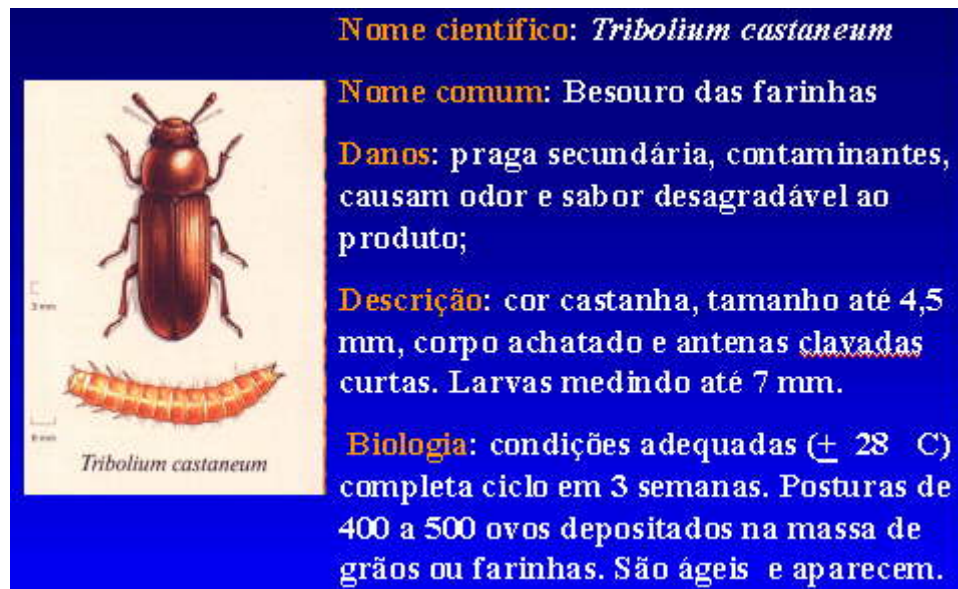 Nome científico: Tribolium castaneum
Nome comum: Besouro das farinhas
Danos: praga secundária, contaminantes,
causam odor e sabor desagradável ao
produto;
Descrição: cor castanha, tamanho até 4,5
mm, corpo achatado e antenas clavadas
curtas. Larvas medindo até 7 mm.
Biologia: condições adequadas (± 28 C)
completa ciclo em 3 semanas. Posturas de
400 a 500 ovos depositados na massa de
grãos ou farinhas. São ágeis e aparecem.
3 mm
mm
Tribolium castaneum